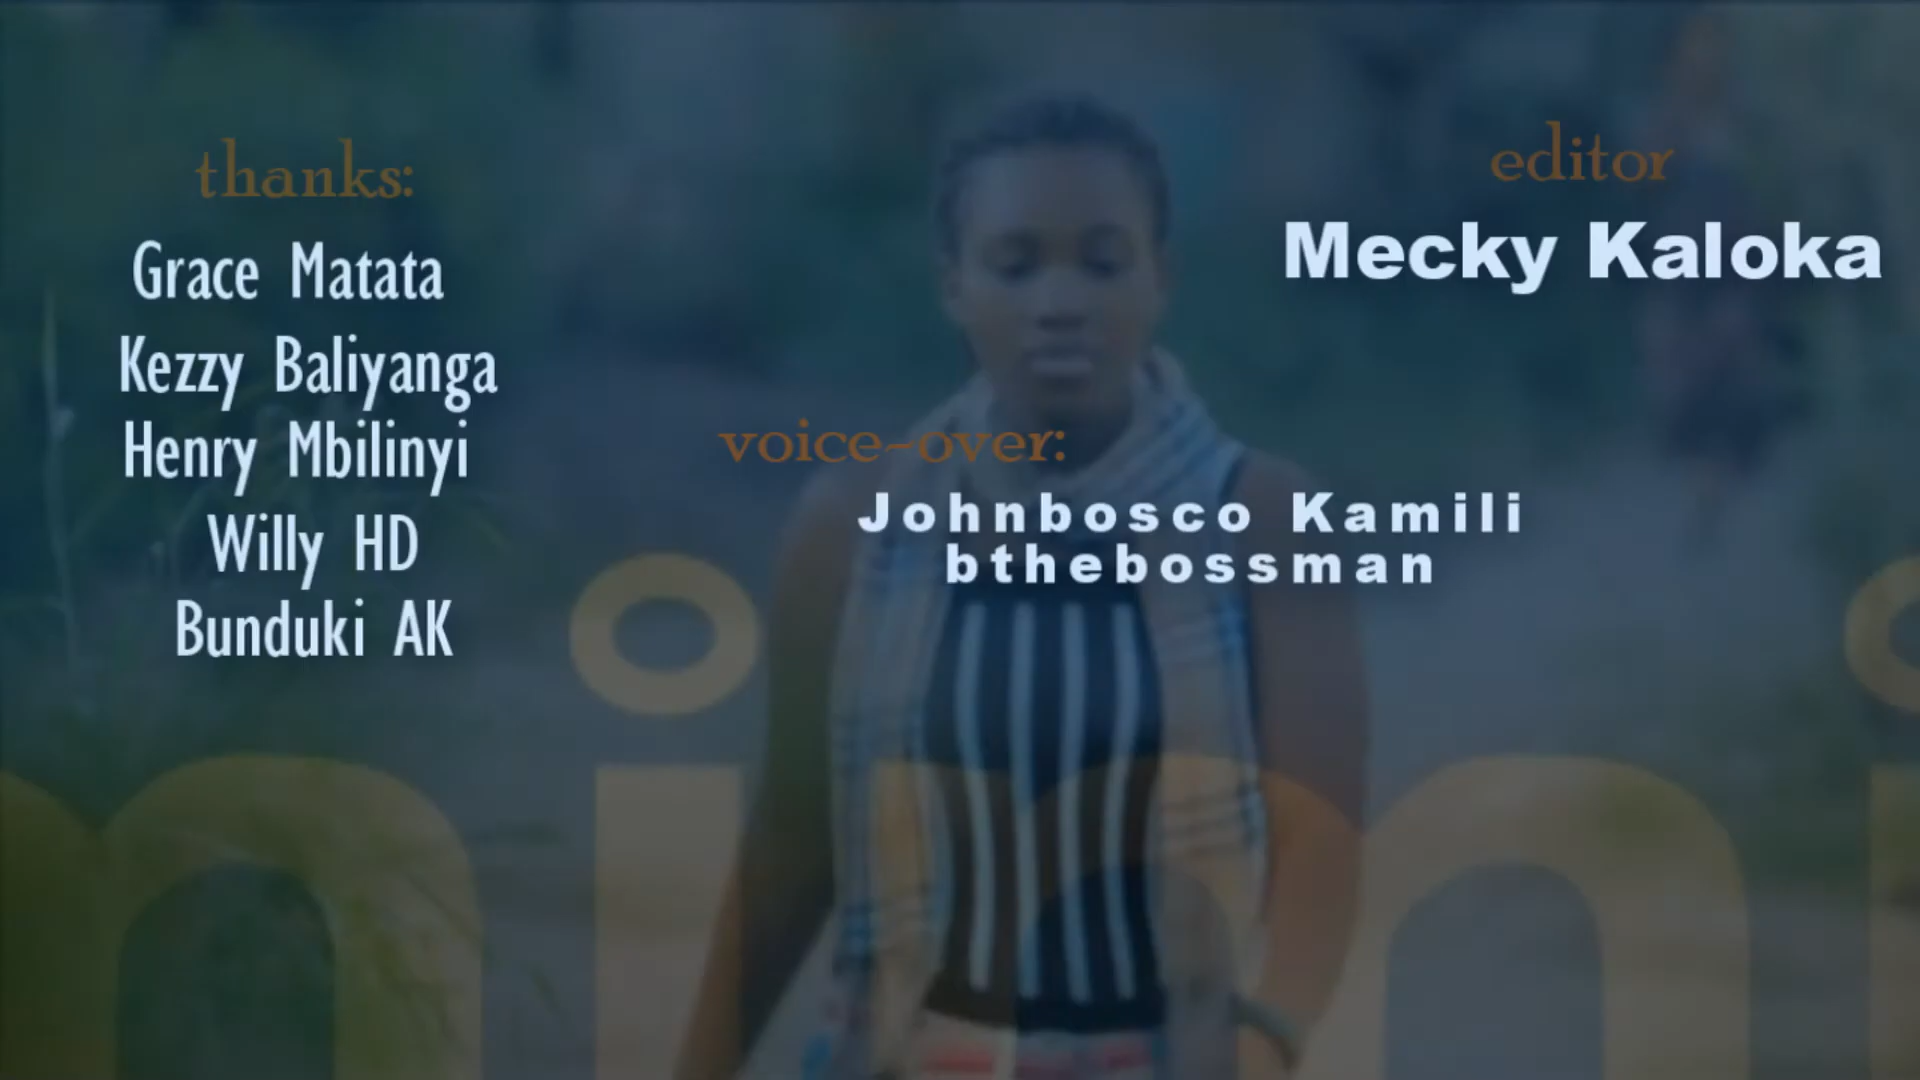 thanks:
Grace Matata
Kezzy Baliyanga
Henry Mbilinyi
Willy HD
Bunduki AK
editor
Mecky Kaloka
voice-over:
Johnbosco Kamili
bthebossman